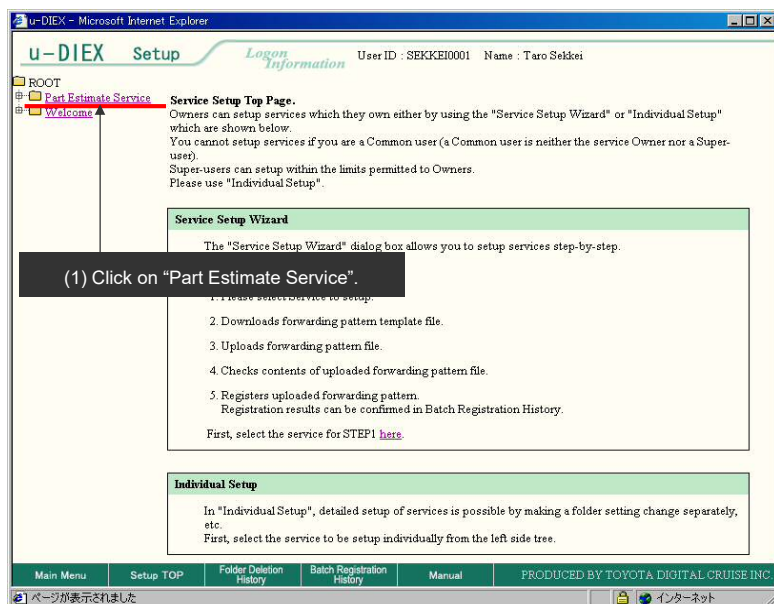 u-DIEX - Microsoft Internet Explorer
u-DIEX Setup
Logon Information
User ID : SEKKEI0001 Name : Taro Sekkei
ROOT
Part Estimate Service
Welcome
Service Setup Top Page.
Owners can setup services which they own either by using the "Service Setup Wizard" or "Individual Setup"
which are shown below.
You cannot setup services if you are a Common user (a Common user is neither the service Owner nor a Super-
user).
Super-users can setup within the limits permitted to Owners.
Please use "Individual Setup".
Service Setup Wizard
The "Service Setup Wizard" dialog box allows you to setup services step-by-step.
(1) Click on “Part Estimate Service”.
1. Please select Service to setup.
2. Downloads forwarding pattern template file.
3. Uploads forwarding pattern file.
4. Checks contents of uploaded forwarding pattern file.
5. Registers uploaded forwarding pattern.
Registration results can be confirmed in Batch Registration History.
First, select the service for STEP1 here.
Individual Setup
In "Individual Setup", detailed setup of services is possible by making a folder setting change separately,
etc.
First, select the service to be setup individually from the left side tree.
Main Menu
Setup TOP
Folder Deletion
History
Batch Registration
History
Manual
PRODUCED BY TOYOTA DIGITAL CRUISE INC.
ページが表示されました
インターネット